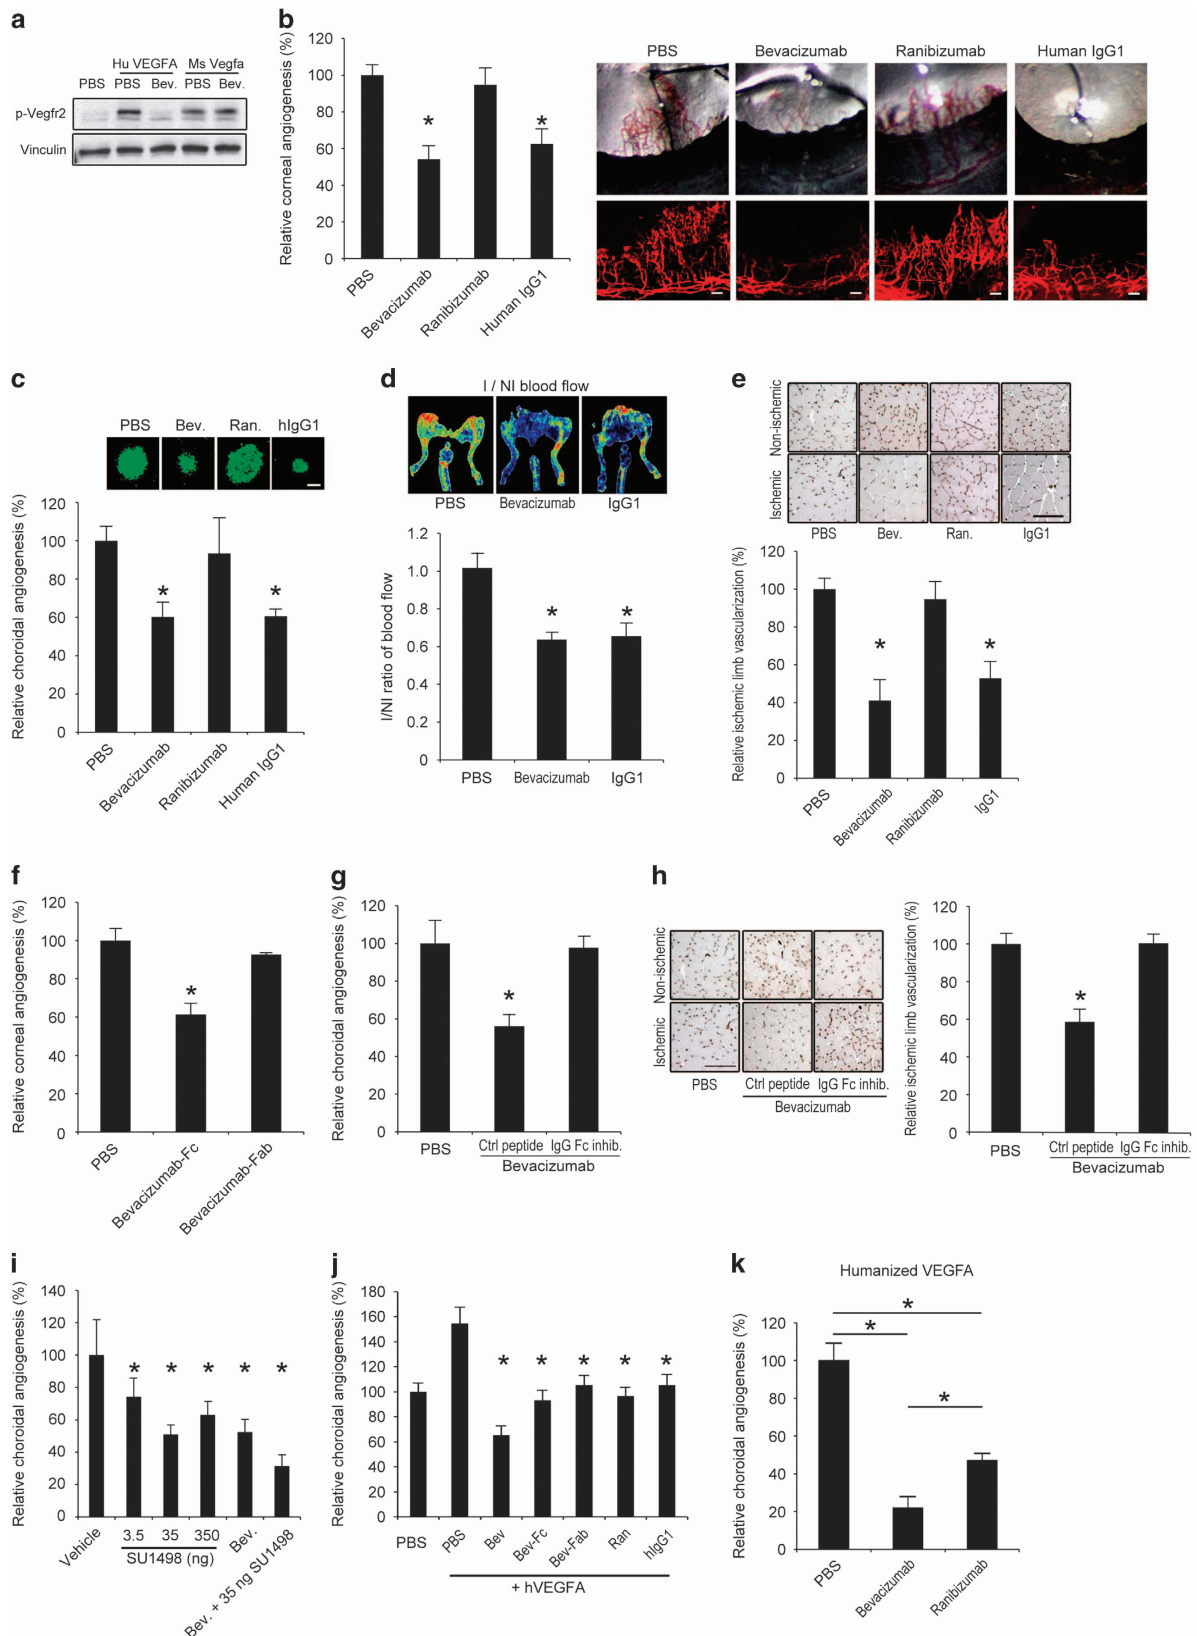 a
Hu VEGFA Ms Vegfa
PBS PBS Bev. PBS Bev.
p-Vegfr2
Vinculin
b
Relative corneal angiogenesis (%)
120
100
80
60
40
20
0
* *
PBS
Bevacizumab
Ranibizumab
Human IgG1
PBS Bevacizumab Ranibizumab Human IgG1
c
PBS Bev. Ran. hIgG1
Relative choroidal angiogenesis (%)
120
100
80
60
40
20
0
* *
PBS
Bevacizumab
Ranibizumab
Human IgG1
d
I / NI blood flow
PBS Bevacizumab IgG1
I/NI ratio of blood flow
1.2
1.0
0.8
0.6
0.4
0.2
0
* *
PBS Bevacizumab IgG1
e
Non-ischemic
Ischemic
PBS Bev. Ran. IgG1
Relative ischemic limb vascularization (%)
120
100
80
60
40
20
0
* *
PBS
Bevacizumab
Ranibizumab
IgG1
f
Relative corneal angiogenesis (%)
120
100
80
60
40
20
0
*
PBS
Bevacizumab-Fc
Bevacizumab-Fab
g
Relative choroidal angiogenesis (%)
120
100
80
60
40
20
0
*
PBS Ctrl peptide IgG Fc inhib.
Bevacizumab
h
Non-ischemic
Ischemic
PBS Ctrl peptide IgG Fc inhib.
Bevacizumab
Relative ischemic limb vascularization (%)
120
100
80
60
40
20
0
*
PBS Ctrl peptide IgG Fc inhib.
Bevacizumab
i
Relative choroidal angiogenesis (%)
140
120
100
80
60
40
20
0
* * * * *
Vehicle
3.5 35 350
SU1498 (ng)
Bev.
Bev. + 35 ng SU1498
j
Relative choroidal angiogenesis (%)
180
160
140
120
100
80
60
40
20
0
* * * * *
PBS PBS Bev Bev-Fc Bev-Fab Ran hIgG1
+ hVEGFA
k
Humanized VEGFA
Relative choroidal angiogenesis (%)
120
100
80
60
40
20
0
*
*
*
PBS
Bevacizumab
Ranibizumab